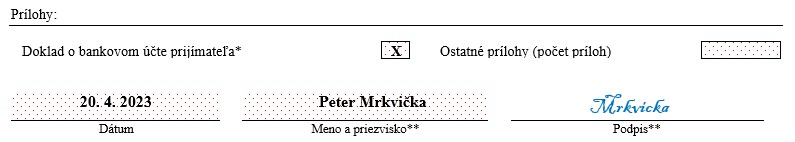 Prílohy:
Doklad o bankovom účte prijímateľa* X Ostatné prílohy (počet príloh)
20. 4. 2023 Peter Mrkvička Mrkvicka
Dátum Meno a priezvisko** Podpis**